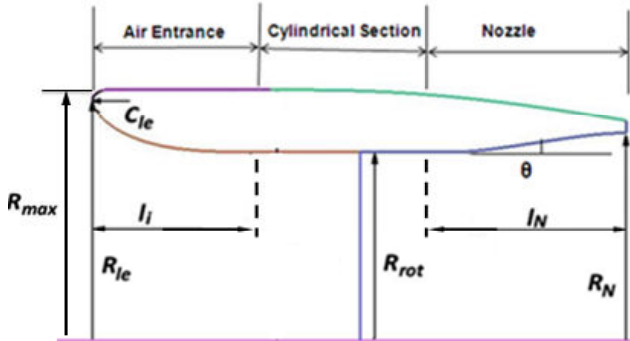 Air Entrance Cylindrical Section Nozzle
C_le
θ
R_max
l_i
l_N
R_le
R_rot
R_N